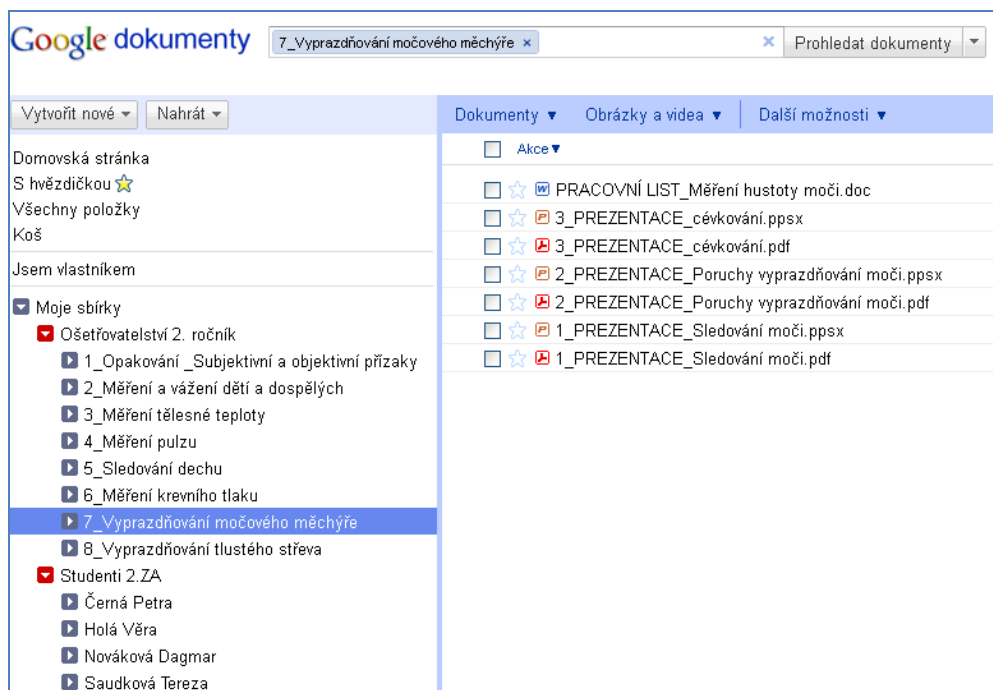 Google dokumenty
7_Vyprazdňování močového měchýře ×
× Prohledat dokumenty
Vytvořit nové Nahrát
Domovská stránka
S hvězdičkou
Všechny položky
Koš
Jsem vlastníkem
Moje sbírky
Ošetřovatelství 2. ročník
1_Opakování _Subjektivní a objektivní přízaky
2_Měření a vážení dětí a dospělých
3_Měření tělesné teploty
4_Měření pulzu
5_Sledování dechu
6_Měření krevního tlaku
7_Vyprazdňování močového měchýře
8_Vyprazdňování tlustého střeva
Studenti 2.ZA
Černá Petra
Holá Věra
Nováková Dagmar
Saudková Tereza
Dokumenty Obrázky a videa Další možnosti
Akce
PRACOVNÍ LIST_Měření hustoty moči.doc
3_PREZENTACE_cévkování.ppsx
3_PREZENTACE_cévkování.pdf
2_PREZENTACE_Poruchy vyprazdňování moči.ppsx
2_PREZENTACE_Poruchy vyprazdňování moči.pdf
1_PREZENTACE_Sledování moči.ppsx
1_PREZENTACE_Sledování moči.pdf